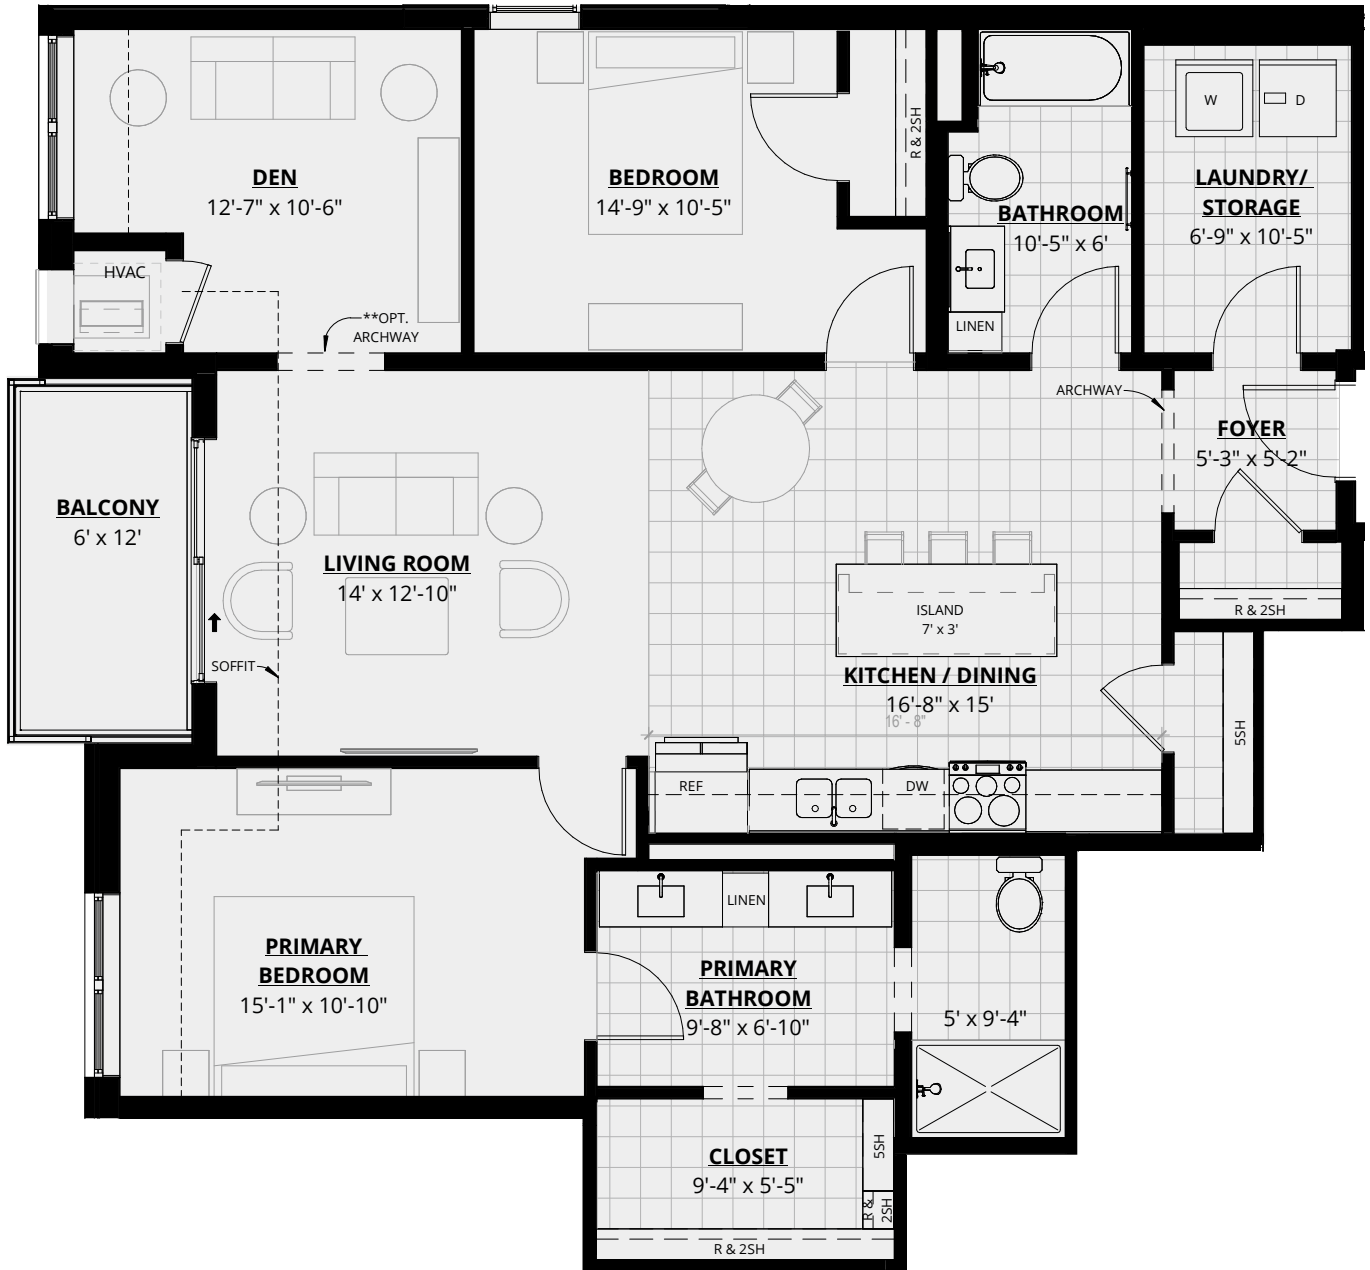 DEN
12'-7" x 10'-6"
BEDROOM
14'-9" x 10'-5"
R & 2SH
BATHROOM
10'-5" x 6'
LINEN
W
D
LAUNDRY/
STORAGE
6'-9" x 10'-5"
HVAC
**OPT.
ARCHWAY
ARCHWAY
FOYER
5'-3" x 5'-2"
R & 2SH
BALCONY
6' x 12'
LIVING ROOM
14' x 12'-10"
SOFFIT
ISLAND
7' x 3'
KITCHEN / DINING
16'-8" x 15'
16' - 8"
5SH
REF
DW
PRIMARY
BEDROOM
15'-1" x 10'-10"
LINEN
PRIMARY
BATHROOM
9'-8" x 6'-10"
5' x 9'-4"
CLOSET
9'-4" x 5'-5"
5SH
R &
2SH
R & 2SH